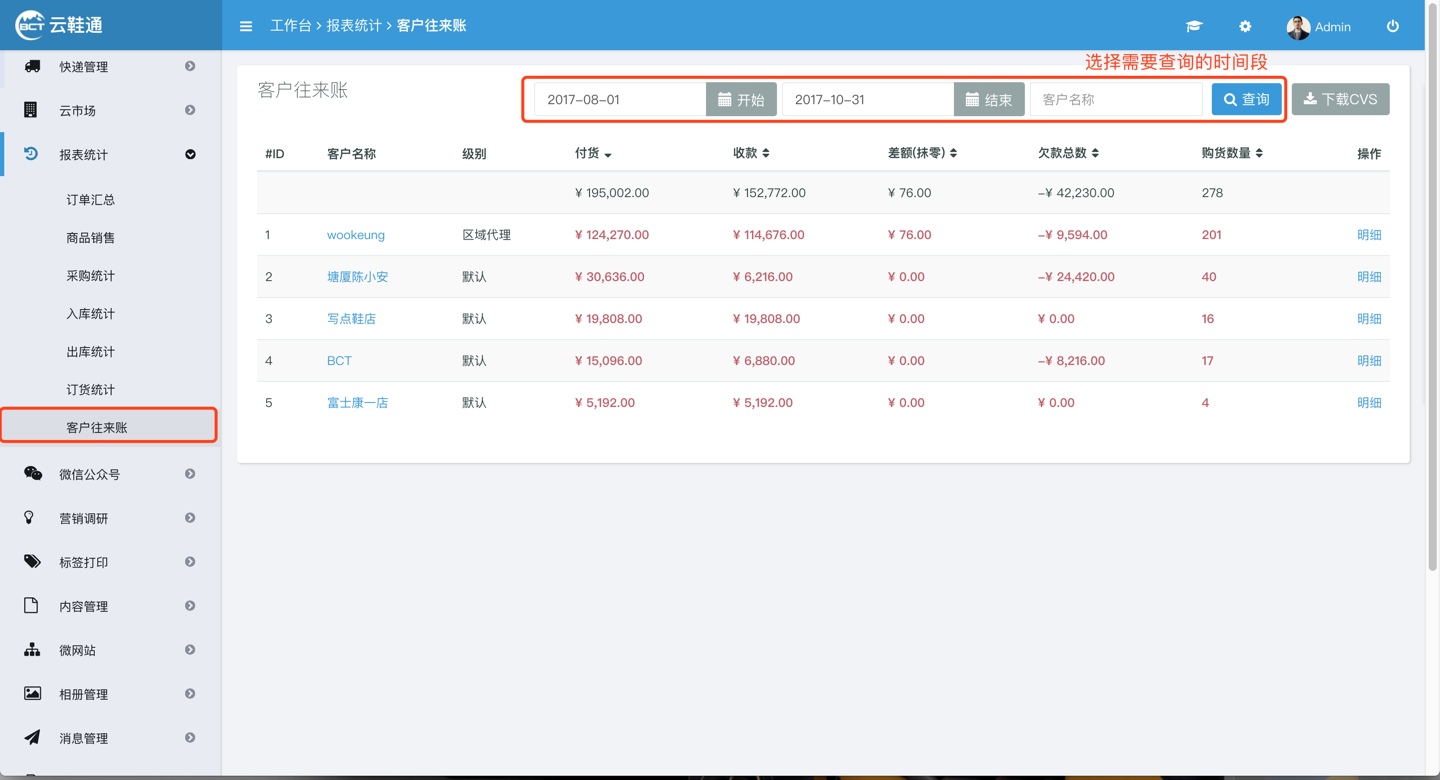 BCT 云鞋通
工作台 > 报表统计 > 客户往来账
Admin
快递管理
云市场
报表统计
订单汇总
商品销售
采购统计
入库统计
出库统计
订货统计
客户往来账
微信公众号
营销调研
标签打印
内容管理
微网站
相册管理
消息管理
选择需要查询的时间段
客户往来账
2017-08-01 开始 2017-10-31 结束 客户名称 查询 下载CVS
#ID 客户名称 级别 付货 收款 差额(抹零) 欠款总数 购货数量 操作
¥ 195,002.00 ¥ 152,772.00 ¥ 76.00 -¥ 42,230.00 278
1 wookeung 区域代理 ¥ 124,270.00 ¥ 114,676.00 ¥ 76.00 -¥ 9,594.00 201 明细
2 塘厦陈小安 默认 ¥ 30,636.00 ¥ 6,216.00 ¥ 0.00 -¥ 24,420.00 40 明细
3 写点鞋店 默认 ¥ 19,808.00 ¥ 19,808.00 ¥ 0.00 ¥ 0.00 16 明细
4 BCT 默认 ¥ 15,096.00 ¥ 6,880.00 ¥ 0.00 -¥ 8,216.00 17 明细
5 富士康一店 默认 ¥ 5,192.00 ¥ 5,192.00 ¥ 0.00 ¥ 0.00 4 明细